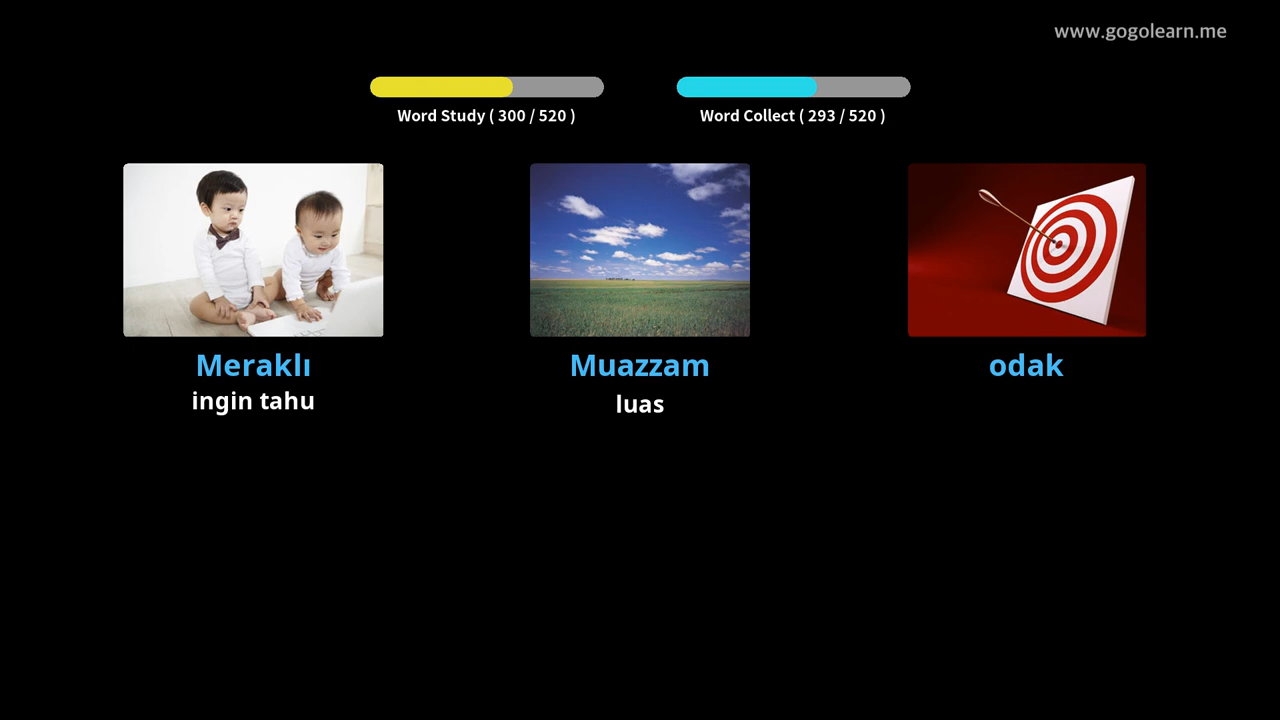 www.gogolearn.me
Word Study ( 300 / 520 )
Word Collect ( 293 / 520 )
Meraklı
ingin tahu
Muazzam
luas
odak